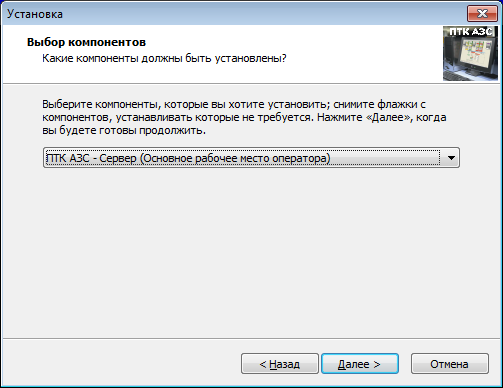 Установка
ПТК АЗС
Выбор компонентов
Какие компоненты должны быть установлены?
Выберите компоненты, которые вы хотите установить; снимите флажки с
компонентов, устанавливать которые не требуется. Нажмите «Далее», когда
вы будете готовы продолжить.
ПТК АЗС - Сервер (Основное рабочее место оператора)
< Назад
Далее >
Отмена